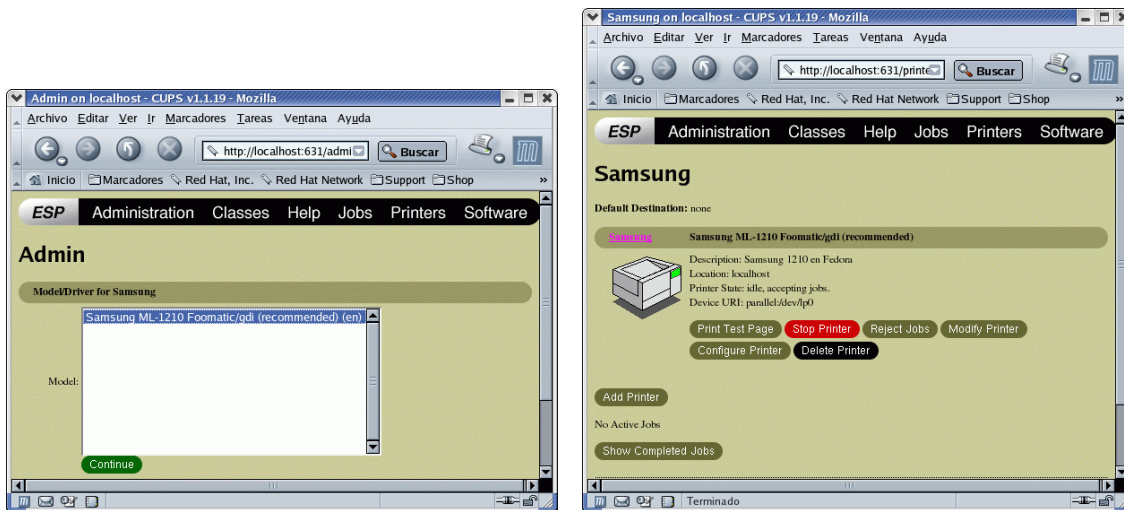 Admin on localhost - CUPS v1.1.19 - Mozilla
Archivo Editar Ver Ir Marcadores Tareas Ventana Ayuda
http://localhost:631/admi Buscar
Inicio Marcadores Red Hat, Inc. Red Hat Network Support Shop »
ESP Administration Classes Help Jobs Printers Software
Admin
Model/Driver for Samsung
Samsung ML-1210 Foomatic/gdi (recommended) (en)
Model:
Continue
Samsung on localhost - CUPS v1.1.19 - Mozilla
Archivo Editar Ver Ir Marcadores Tareas Ventana Ayuda
http://localhost:631/printe Buscar
Inicio Marcadores Red Hat, Inc. Red Hat Network Support Shop »
ESP Administration Classes Help Jobs Printers Software
Samsung
Default Destination: none
Samsung Samsung ML-1210 Foomatic/gdi (recommended)
Description: Samsung 1210 en Fedora
Location: localhost
Printer State: idle, accepting jobs.
Device URI: parallel:/dev/lp0
Print Test Page Stop Printer Reject Jobs Modify Printer
Configure Printer Delete Printer
Add Printer
No Active Jobs
Show Completed Jobs
Terminado